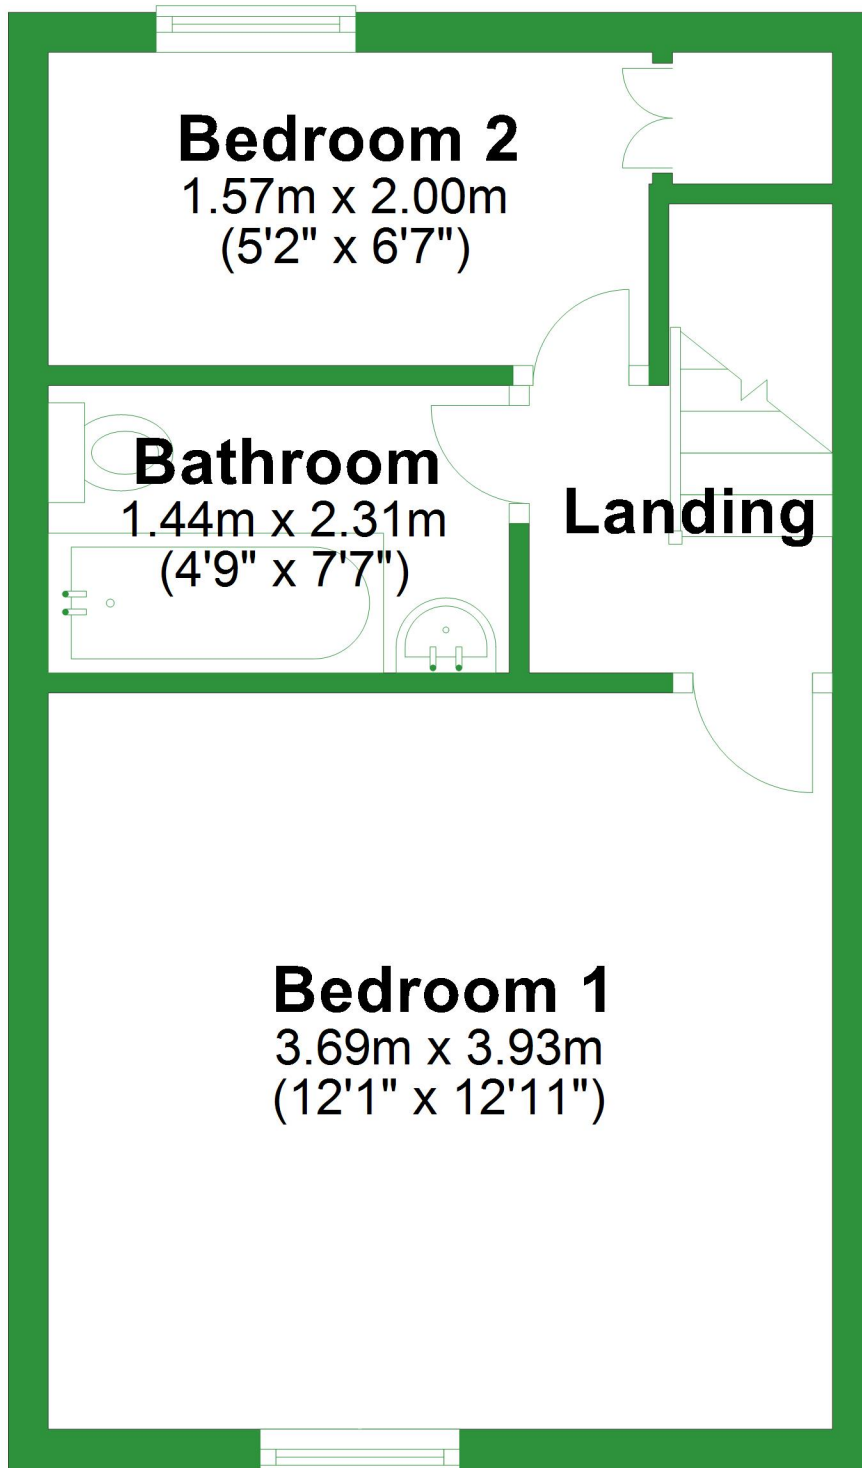 Bedroom 2
1.57m x 2.00m
(5'2" x 6'7")
Bathroom
1.44m x 2.31m
(4'9" x 7'7")
Landing
Bedroom 1
3.69m x 3.93m
(12'1" x 12'11")